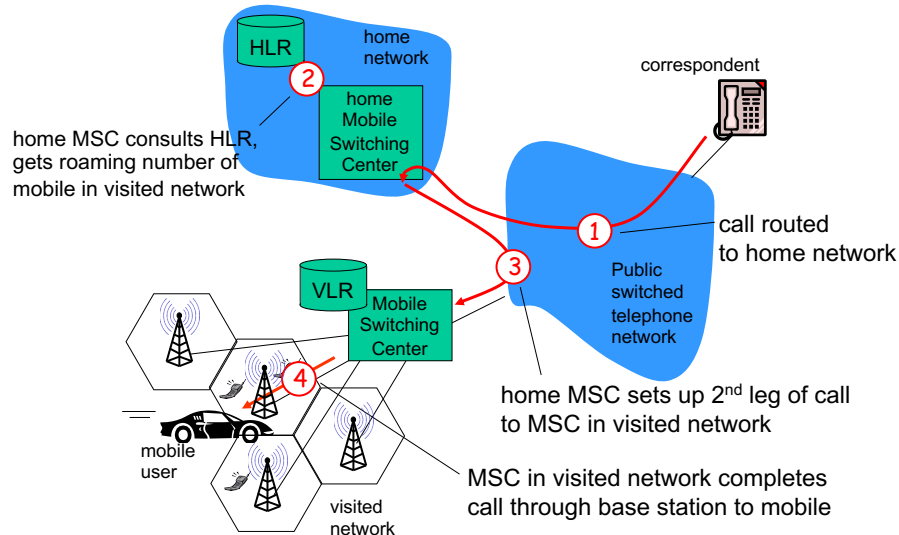 HLR
home
network
2
home
Mobile
Switching
Center
correspondent
home MSC consults HLR,
gets roaming number of
mobile in visited network
1
call routed
to home network
3
Public
switched
telephone
network
VLR
Mobile
Switching
Center
4
home MSC sets up 2nd leg of call
to MSC in visited network
mobile
user
MSC in visited network completes
call through base station to mobile
visited
network